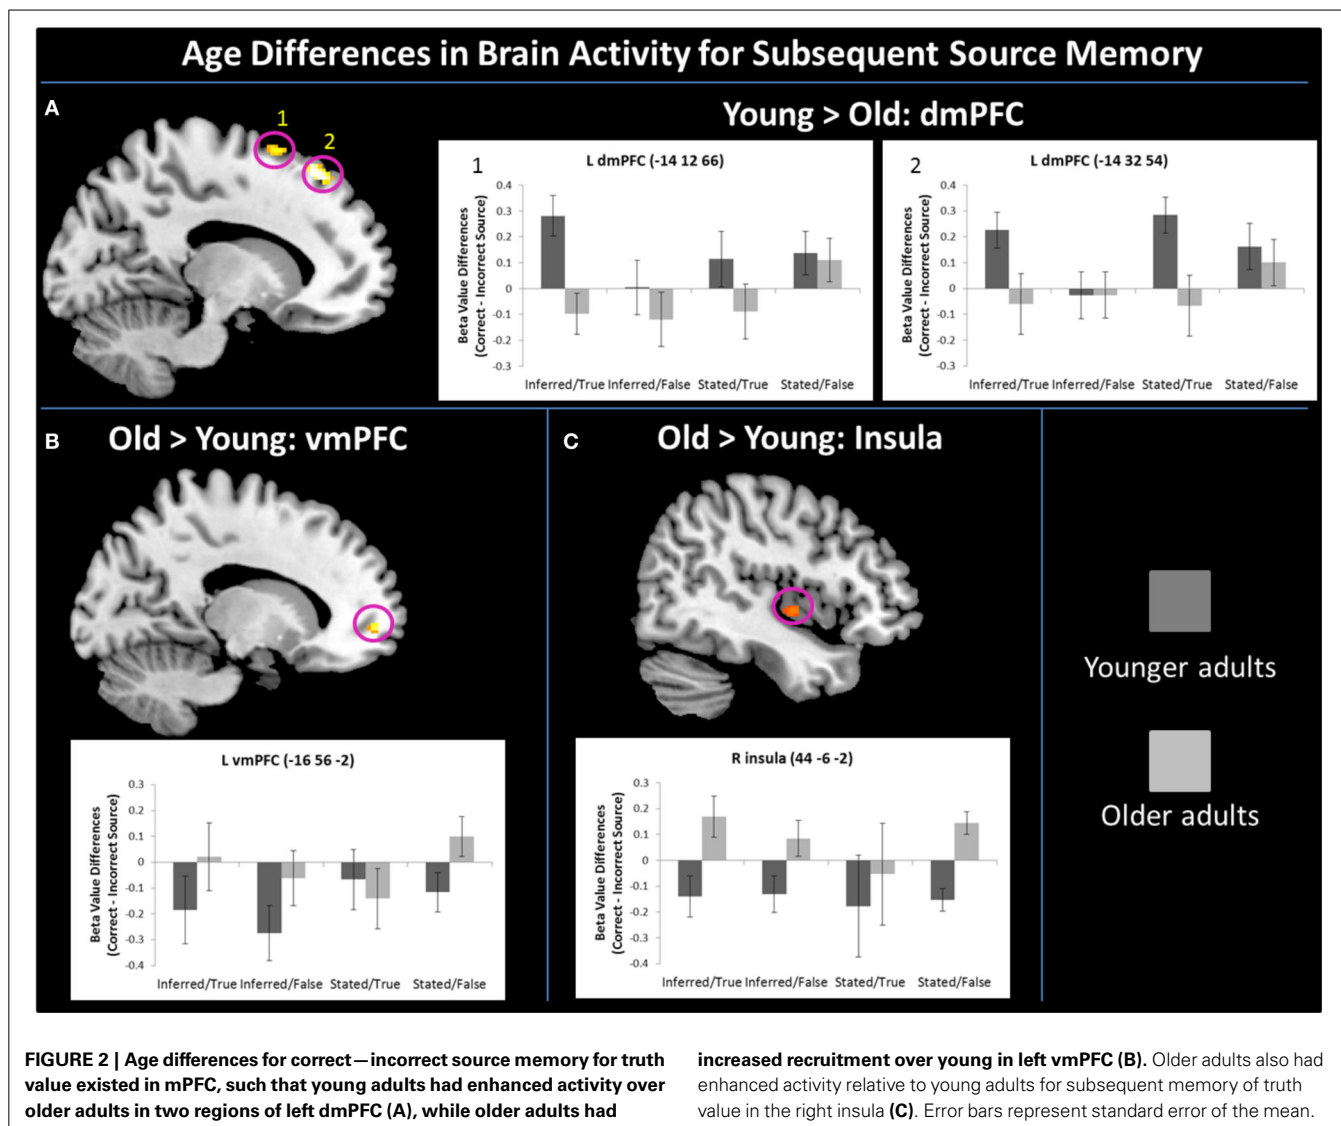 Age Differences in Brain Activity for Subsequent Source Memory
A
1
2
Young > Old: dmPFC
1
L dmPFC (-14 12 66)
Beta Value Differences
(Correct - Incorrect Source)
0.4
0.3
0.2
0.1
0
-0.1
-0.2
-0.3
Inferred/True Inferred/False Stated/True Stated/False
2
L dmPFC (-14 32 54)
Beta Value Differences
(Correct - Incorrect Source)
0.4
0.3
0.2
0.1
0
-0.1
-0.2
-0.3
Inferred/True Inferred/False Stated/True Stated/False
B
Old > Young: vmPFC
L vmPFC (-16 56 -2)
Beta Value Differences
(Correct - Incorrect Source)
0.3
0.2
0.1
0
-0.1
-0.2
-0.3
-0.4
Inferred/True Inferred/False Stated/True Stated/False
C
Old > Young: Insula
R insula (44 -6 -2)
Beta Value Differences
(Correct - Incorrect Source)
0.3
0.2
0.1
0
-0.1
-0.2
-0.3
-0.4
Inferred/True Inferred/False Stated/True Stated/False
Younger adults
Older adults
FIGURE 2 | Age differences for correct—incorrect source memory for truth
value existed in mPFC, such that young adults had enhanced activity over
older adults in two regions of left dmPFC (A), while older adults had
increased recruitment over young in left vmPFC (B). Older adults also had
enhanced activity relative to young adults for subsequent memory of truth
value in the right insula (C). Error bars represent standard error of the mean.